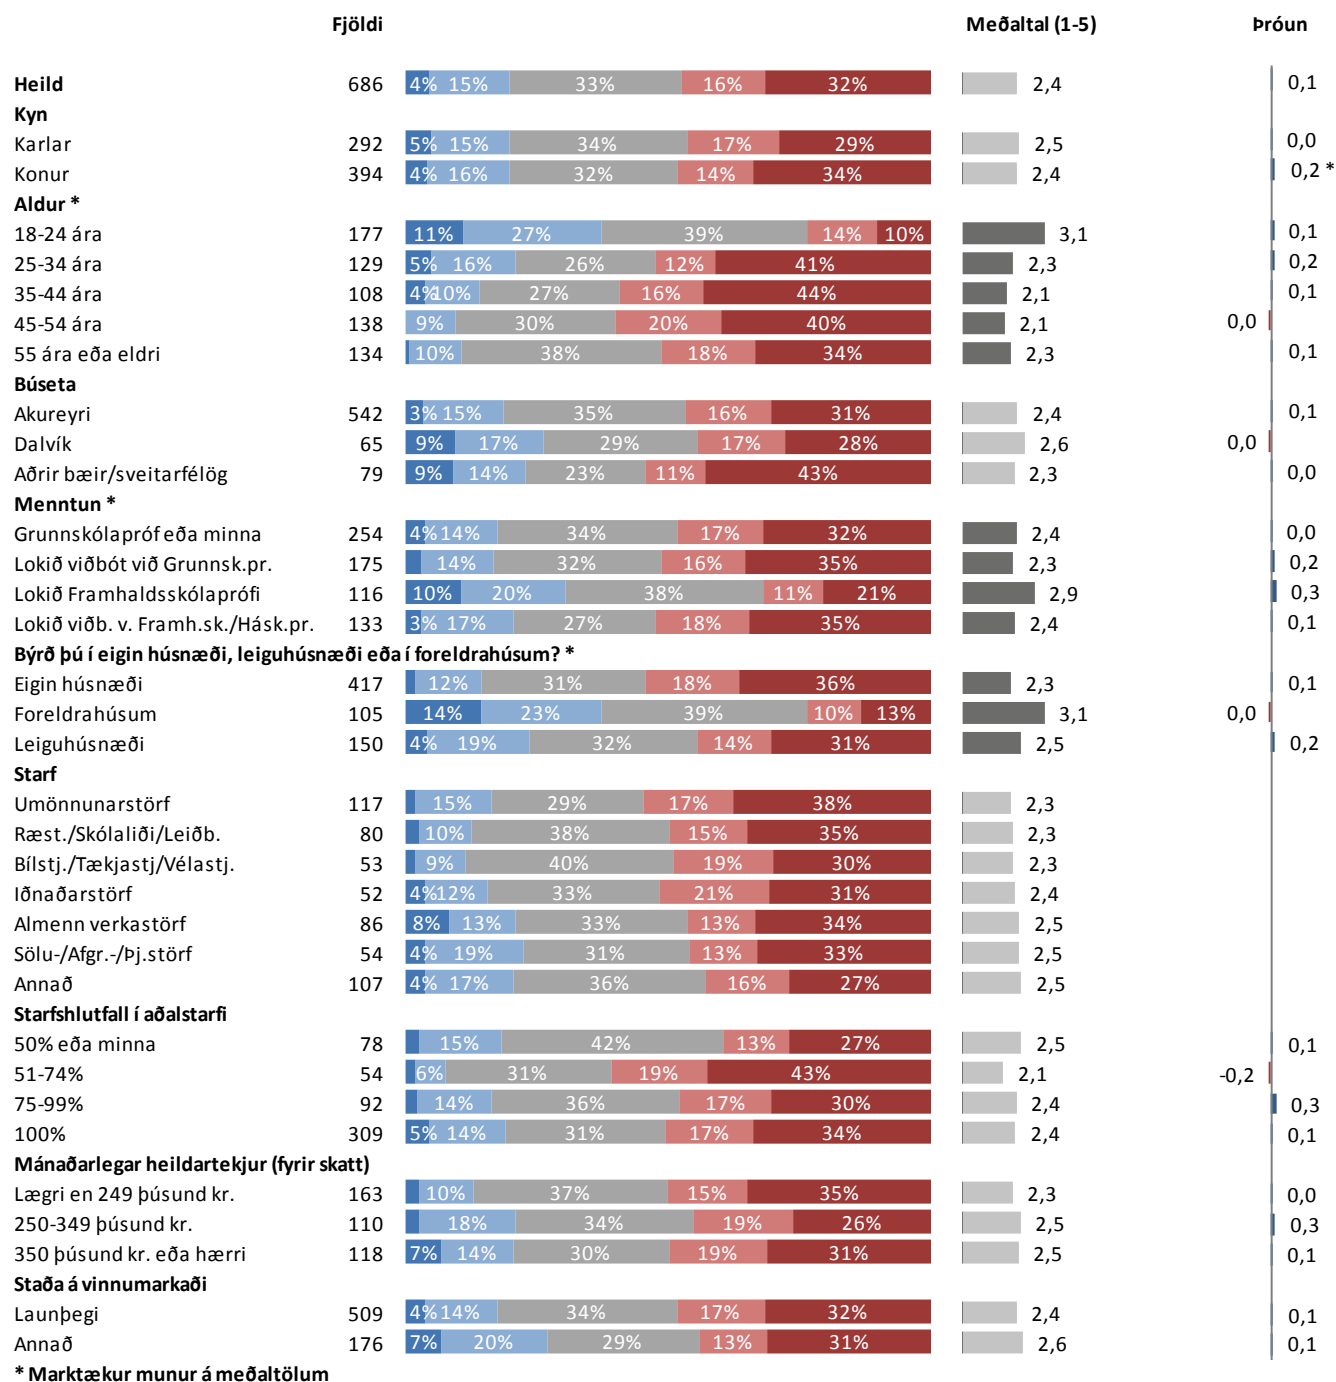 Fjöldi Meðaltal (1-5) Þróun
Heild 686 4% 15% 33% 16% 32% 2,4 0,1
Kyn
Karlar 292 5% 15% 34% 17% 29% 2,5 0,0
Konur 394 4% 16% 32% 14% 34% 2,4 0,2 *
Aldur *
18-24 ára 177 11% 27% 39% 14% 10% 3,1 0,1
25-34 ára 129 5% 16% 26% 12% 41% 2,3 0,2
35-44 ára 108 4% 10% 27% 16% 44% 2,1 0,1
45-54 ára 138 9% 30% 20% 40% 2,1 0,0
55 ára eða eldri 134 10% 38% 18% 34% 2,3 0,1
Búseta
Akureyri 542 3% 15% 35% 16% 31% 2,4 0,1
Dalvík 65 9% 17% 29% 17% 28% 2,6 0,0
Aðrir bæir/sveitarfélög 79 9% 14% 23% 11% 43% 2,3 0,0
Menntun *
Grunnskólapróf eða minna 254 4% 14% 34% 17% 32% 2,4 0,0
Lokið viðbót við Grunnsk.pr. 175 14% 32% 16% 35% 2,3 0,2
Lokið Framhaldsskólaprófi 116 10% 20% 38% 11% 21% 2,9 0,3
Lokið viðb. v. Framh.sk./Hásk.pr. 133 3% 17% 27% 18% 35% 2,4 0,1
Býrð þú í eigin húsnæði, leiguhúsnæði eða í foreldrahúsum? *
Eigin húsnæði 417 12% 31% 18% 36% 2,3 0,1
Foreldrahúsum 105 14% 23% 39% 10% 13% 3,1 0,0
Leiguhúsnæði 150 4% 19% 32% 14% 31% 2,5 0,2
Starf
Umönnunarstörf 117 15% 29% 17% 38% 2,3
Ræst./Skólaliði/Leiðb. 80 10% 38% 15% 35% 2,3
Bílstj./Tækjastj/Vélastj. 53 9% 40% 19% 30% 2,3
Iðnaðarstörf 52 4% 12% 33% 21% 31% 2,4
Almenn verkastörf 86 8% 13% 33% 13% 34% 2,5
Sölu-/Afgr.-/Þj.störf 54 4% 19% 31% 13% 33% 2,5
Annað 107 4% 17% 36% 16% 27% 2,5
Starfshlutfall í aðalstarfi
50% eða minna 78 15% 42% 13% 27% 2,5 0,1
51-74% 54 6% 31% 19% 43% 2,1 -0,2
75-99% 92 14% 36% 17% 30% 2,4 0,3
100% 309 5% 14% 31% 17% 34% 2,4 0,1
Mánaðarlegar heildartekjur (fyrir skatt)
Lægri en 249 þúsund kr. 163 10% 37% 15% 35% 2,3 0,0
250-349 þúsund kr. 110 18% 34% 19% 26% 2,5 0,3
350 þúsund kr. eða hærri 118 7% 14% 30% 19% 31% 2,5 0,1
Staða á vinnumarkaði
Launþegi 509 4% 14% 34% 17% 32% 2,4 0,1
Annað 176 7% 20% 29% 13% 31% 2,6 0,1
* Marktækur munur á meðaltölum